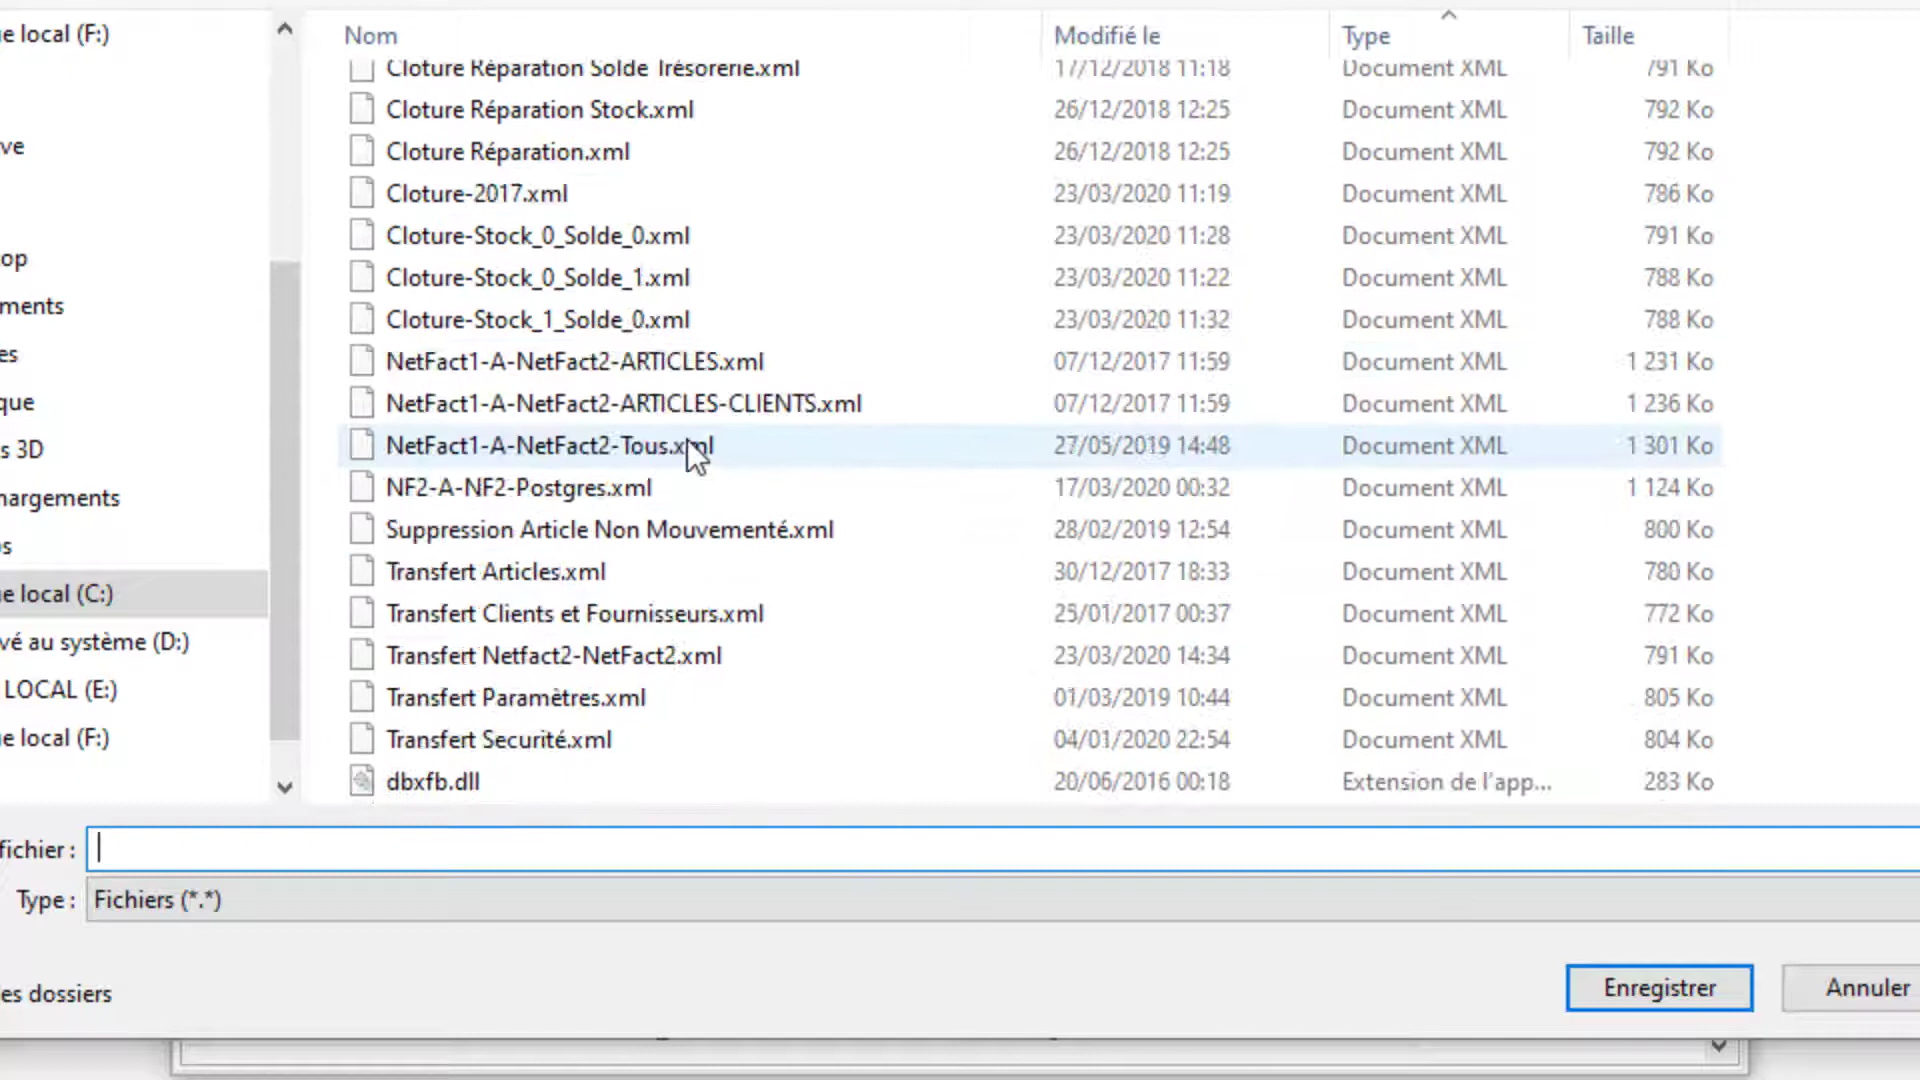 Nom Modifié le Type Taille
Cloture Réparation Solde Trésorerie.xml 17/12/2018 11:18 Document XML 791 Ko
Cloture Réparation Stock.xml 26/12/2018 12:25 Document XML 792 Ko
Cloture Réparation.xml 26/12/2018 12:25 Document XML 792 Ko
Cloture-2017.xml 23/03/2020 11:19 Document XML 786 Ko
Cloture-Stock_0_Solde_0.xml 23/03/2020 11:28 Document XML 791 Ko
Cloture-Stock_0_Solde_1.xml 23/03/2020 11:22 Document XML 788 Ko
Cloture-Stock_1_Solde_0.xml 23/03/2020 11:32 Document XML 788 Ko
NetFact1-A-NetFact2-ARTICLES.xml 07/12/2017 11:59 Document XML 1 231 Ko
NetFact1-A-NetFact2-ARTICLES-CLIENTS.xml 07/12/2017 11:59 Document XML 1 236 Ko
NetFact1-A-NetFact2-Tous.xml 27/05/2019 14:48 Document XML 1 301 Ko
NF2-A-NF2-Postgres.xml 17/03/2020 00:32 Document XML 1 124 Ko
Suppression Article Non Mouvementé.xml 28/02/2019 12:54 Document XML 800 Ko
Transfert Articles.xml 30/12/2017 18:33 Document XML 780 Ko
Transfert Clients et Fournisseurs.xml 25/01/2017 00:37 Document XML 772 Ko
Transfert Netfact2-NetFact2.xml 23/03/2020 14:34 Document XML 791 Ko
Transfert Paramètres.xml 01/03/2019 10:44 Document XML 805 Ko
Transfert Securité.xml 04/01/2020 22:54 Document XML 804 Ko
dbxfb.dll 20/06/2016 00:18 Extension de l'app... 283 Ko
e local (F:)
ve
op
ments
es
que
s 3D
hargements
s
e local (C:)
vé au système (D:)
LOCAL (E:)
e local (F:)
fichier :
Type : Fichiers (*.*)
es dossiers
Enregistrer Annuler